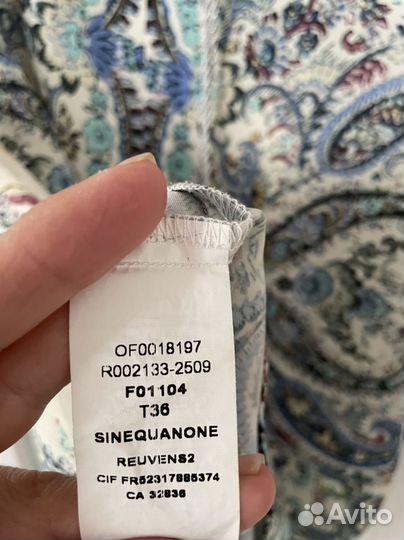 OF0018197
R002133-2509
F01104
T36
SINEQUANONE
REUVENS2
CIF FR52317885374
CA 32836
Avito